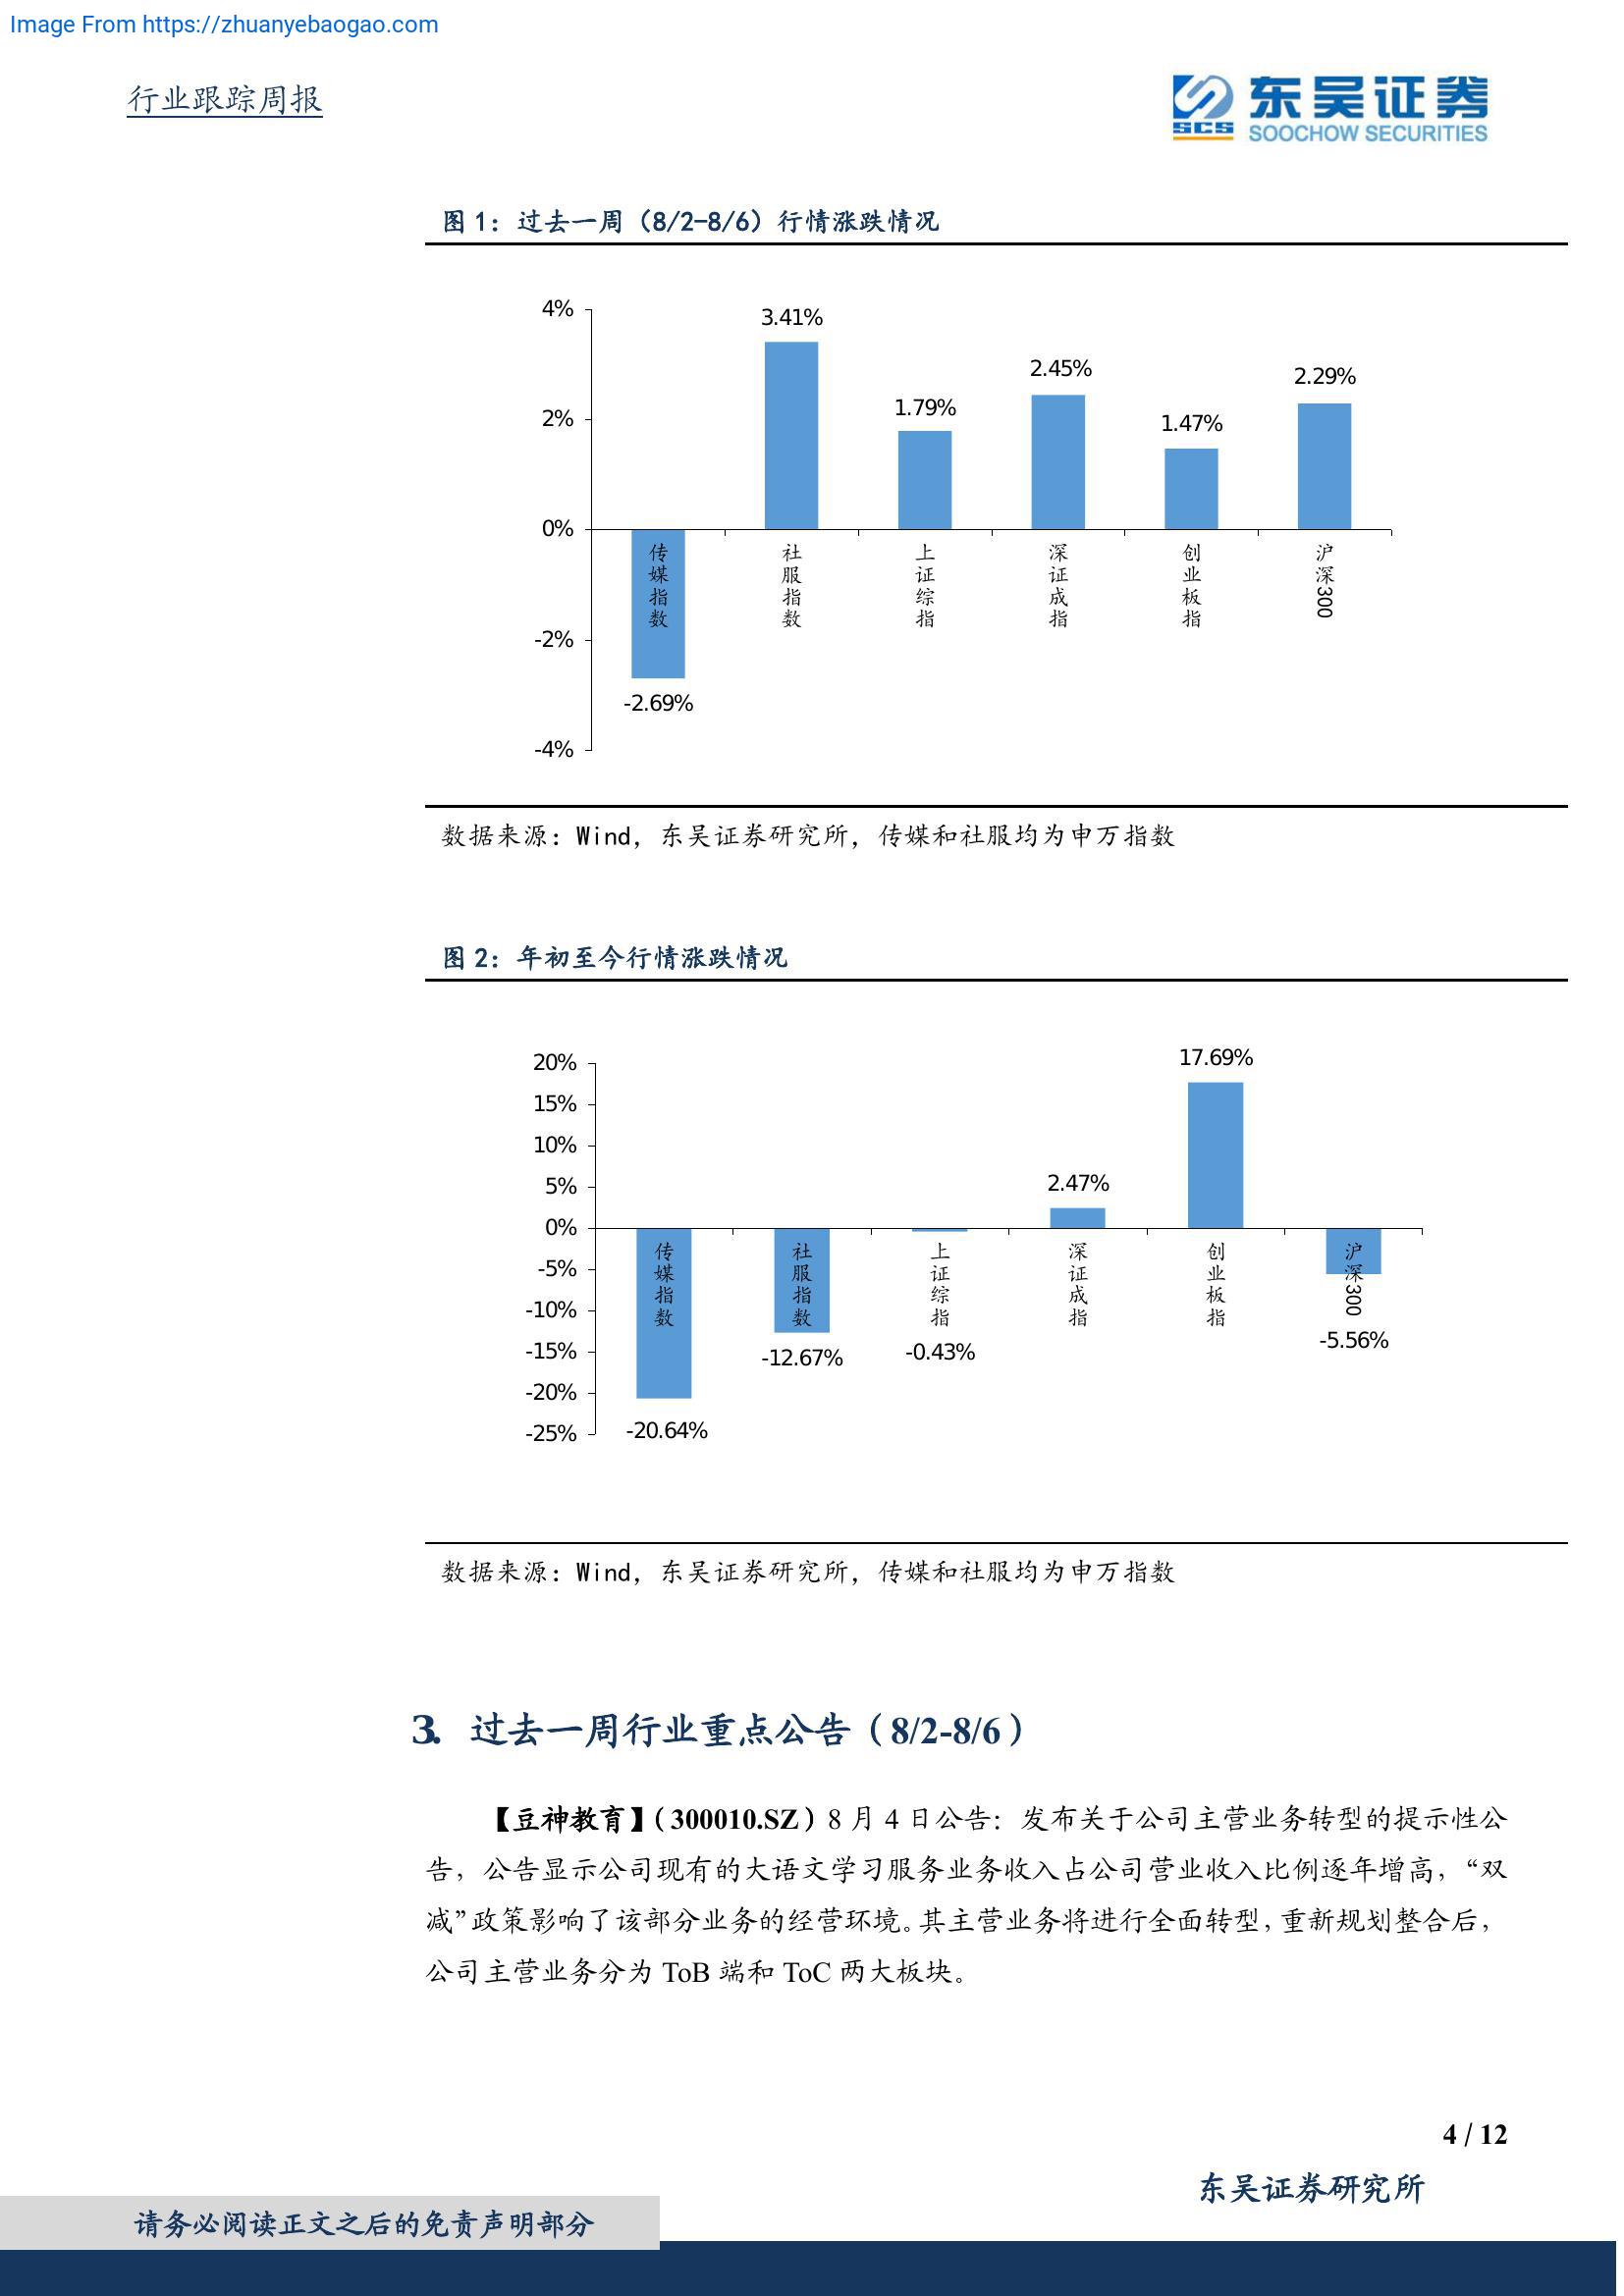 Image From https://zhuanyebaogao.com
行业跟踪周报
SCS
东吴证券
SOOCHOW SECURITIES
图 1：过去一周（8/2-8/6）行情涨跌情况
4%
2%
0%
-2%
-4%
3.41%
1.79%
2.45%
1.47%
2.29%
-2.69%
传媒指数
社服指数
上证综指
深证成指
创业板指
沪深300
数据来源：Wind，东吴证券研究所，传媒和社服均为申万指数
图 2：年初至今行情涨跌情况
20%
15%
10%
5%
0%
-5%
-10%
-15%
-20%
-25%
17.69%
2.47%
传媒指数
社服指数
上证综指
深证成指
创业板指
沪深300
-20.64%
-12.67%
-0.43%
-5.56%
数据来源：Wind，东吴证券研究所，传媒和社服均为申万指数
3. 过去一周行业重点公告（8/2-8/6）
【豆神教育】（300010.SZ）8 月 4 日公告：发布关于公司主营业务转型的提示性公
告，公告显示公司现有的大语文学习服务业务收入占公司营业收入比例逐年增高，“双
减”政策影响了该部分业务的经营环境。其主营业务将进行全面转型，重新规划整合后，
公司主营业务分为 ToB 端和 ToC 两大板块。
4 / 12
东吴证券研究所
请务必阅读正文之后的免责声明部分